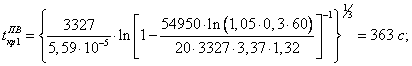 t_{кр1}^{ПВ} = { 3327 / 5,59·10^{-5} · ln [ 1 − 54950·ln(1,05·0,3·60) / 20·3327·3,37·1,32 ]^{-1} }^{1/3} = 363 с;